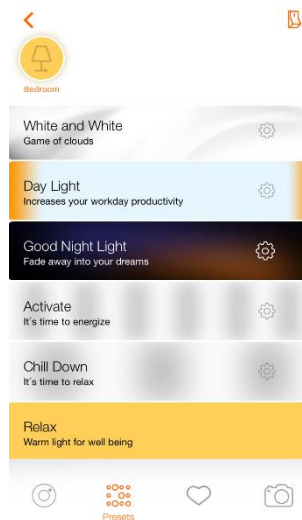 Bedroom
White and White
Game of clouds
Day Light
Increases your workday productivity
Good Night Light
Fade away into your dreams
Activate
It´s time to energize
Chill Down
It´s time to relax
Relax
Warm light for well being
Presets